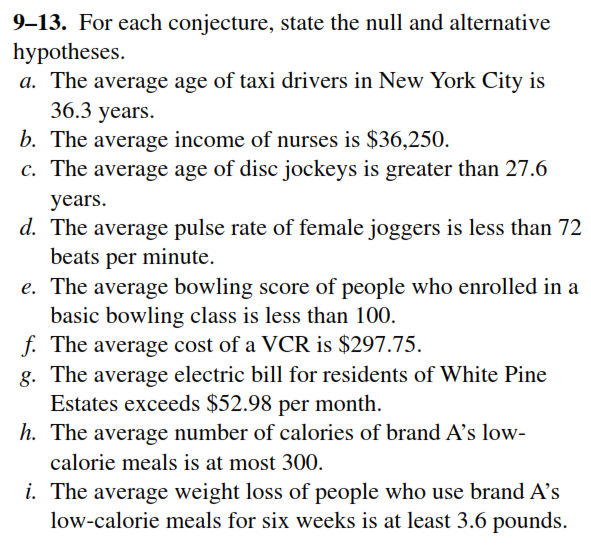 9–13. For each conjecture, state the null and alternative
hypotheses.
a. The average age of taxi drivers in New York City is
36.3 years.
b. The average income of nurses is $36,250.
c. The average age of disc jockeys is greater than 27.6
years.
d. The average pulse rate of female joggers is less than 72
beats per minute.
e. The average bowling score of people who enrolled in a
basic bowling class is less than 100.
f. The average cost of a VCR is $297.75.
g. The average electric bill for residents of White Pine
Estates exceeds $52.98 per month.
h. The average number of calories of brand A’s low-
calorie meals is at most 300.
i. The average weight loss of people who use brand A’s
low-calorie meals for six weeks is at least 3.6 pounds.